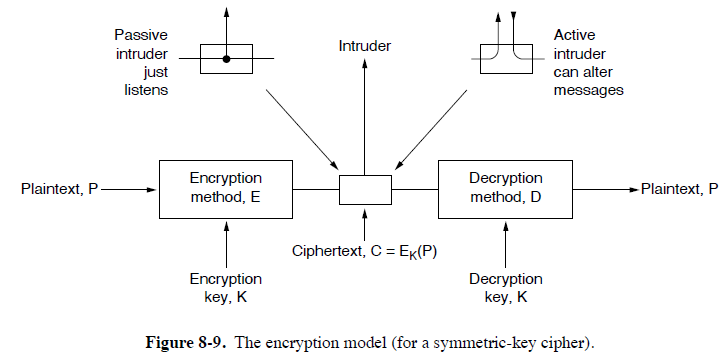 Passive
intruder
just
listens
Intruder
Active
intruder
can alter
messages
Plaintext, P
Encryption
method, E
Decryption
method, D
Plaintext, P
Ciphertext, C = EK(P)
Encryption
key, K
Decryption
key, K
Figure 8-9. The encryption model (for a symmetric-key cipher).